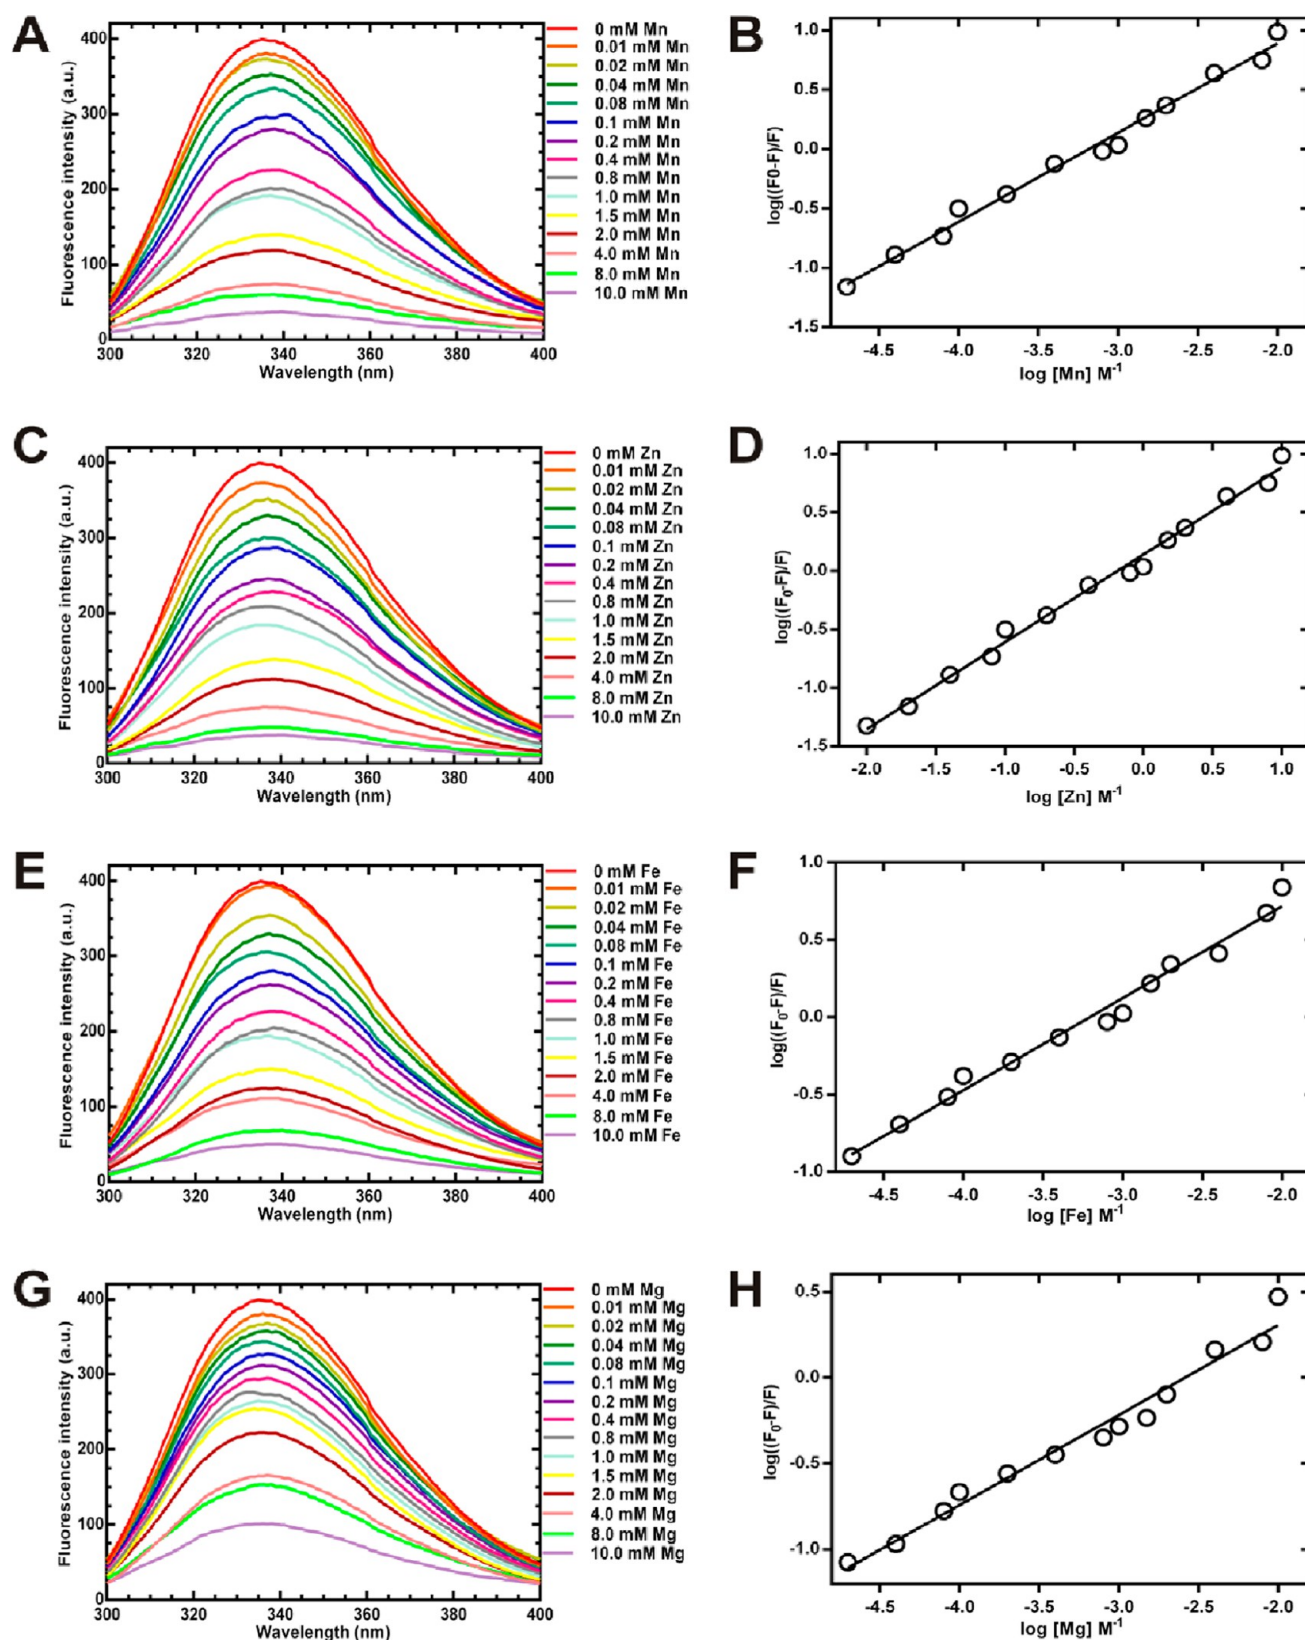 A
400
300
200
100
0
300 320 340 360 380 400
Fluorescence intensity (a.u.)
Wavelength (nm)
0 mM Mn
0.01 mM Mn
0.02 mM Mn
0.04 mM Mn
0.08 mM Mn
0.1 mM Mn
0.2 mM Mn
0.4 mM Mn
0.8 mM Mn
1.0 mM Mn
1.5 mM Mn
2.0 mM Mn
4.0 mM Mn
8.0 mM Mn
10.0 mM Mn
B
1.0
0.5
0.0
-0.5
-1.0
-1.5
-4.5 -4.0 -3.5 -3.0 -2.5 -2.0
log((F0-F)/F)
log [Mn] M-1
C
400
300
200
100
0
300 320 340 360 380 400
Fluorescence intensity (a.u.)
Wavelength (nm)
0 mM Zn
0.01 mM Zn
0.02 mM Zn
0.04 mM Zn
0.08 mM Zn
0.1 mM Zn
0.2 mM Zn
0.4 mM Zn
0.8 mM Zn
1.0 mM Zn
1.5 mM Zn
2.0 mM Zn
4.0 mM Zn
8.0 mM Zn
10.0 mM Zn
D
1.0
0.5
0.0
-0.5
-1.0
-1.5
-2.0 -1.5 -1.0 -0.5 0.0 0.5 1.0
log((F0-F)/F)
log [Zn] M-1
E
400
300
200
100
0
300 320 340 360 380 400
Fluorescence intensity (a.u.)
Wavelength (nm)
0 mM Fe
0.01 mM Fe
0.02 mM Fe
0.04 mM Fe
0.08 mM Fe
0.1 mM Fe
0.2 mM Fe
0.4 mM Fe
0.8 mM Fe
1.0 mM Fe
1.5 mM Fe
2.0 mM Fe
4.0 mM Fe
8.0 mM Fe
10.0 mM Fe
F
1.0
0.5
0.0
-0.5
-1.0
-4.5 -4.0 -3.5 -3.0 -2.5 -2.0
log((F0-F)/F)
log [Fe] M-1
G
400
300
200
100
0
300 320 340 360 380 400
Fluorescence intensity (a.u.)
Wavelength (nm)
0 mM Mg
0.01 mM Mg
0.02 mM Mg
0.04 mM Mg
0.08 mM Mg
0.1 mM Mg
0.2 mM Mg
0.4 mM Mg
0.8 mM Mg
1.0 mM Mg
1.5 mM Mg
2.0 mM Mg
4.0 mM Mg
8.0 mM Mg
10.0 mM Mg
H
0.5
0.0
-0.5
-1.0
-4.5 -4.0 -3.5 -3.0 -2.5 -2.0
log((F0-F)/F)
log [Mg] M-1